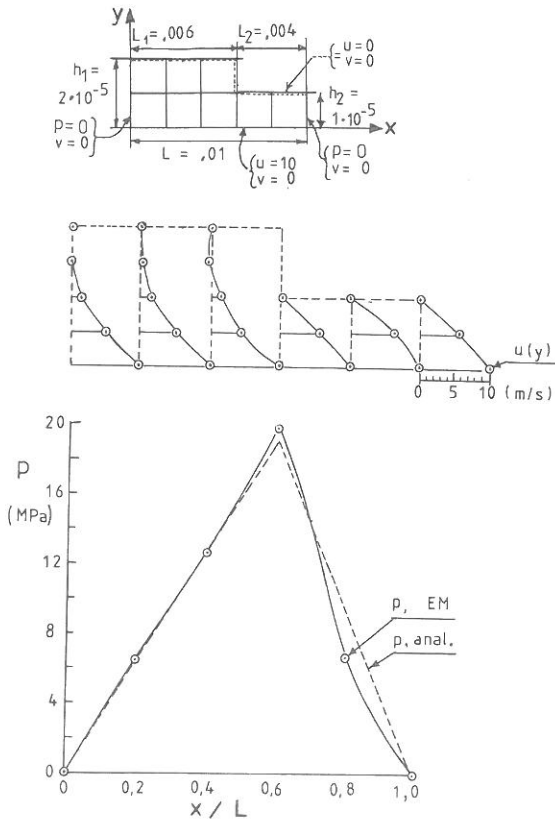 y
L₁=,006 L₂=,004
{u=0
=v=0
h₁=
2•10⁻⁵
h₂=
1•10⁻⁵
p=0}
v=0}
x
L = ,01
{u=10
{v = 0
{p=0
{v= 0
u(y)
0 5 10 (m/s)
20
P
(MPa)
16
12
8
4
0
p, EM
p, anal.
0 0,2 0,4 0,6 0,8 1,0
x / L